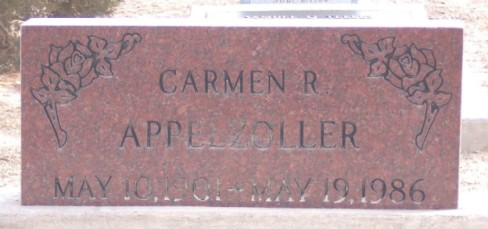 CARMEN R.
APPELZOLLER
MAY 10, 1901 - MAY 19, 1986